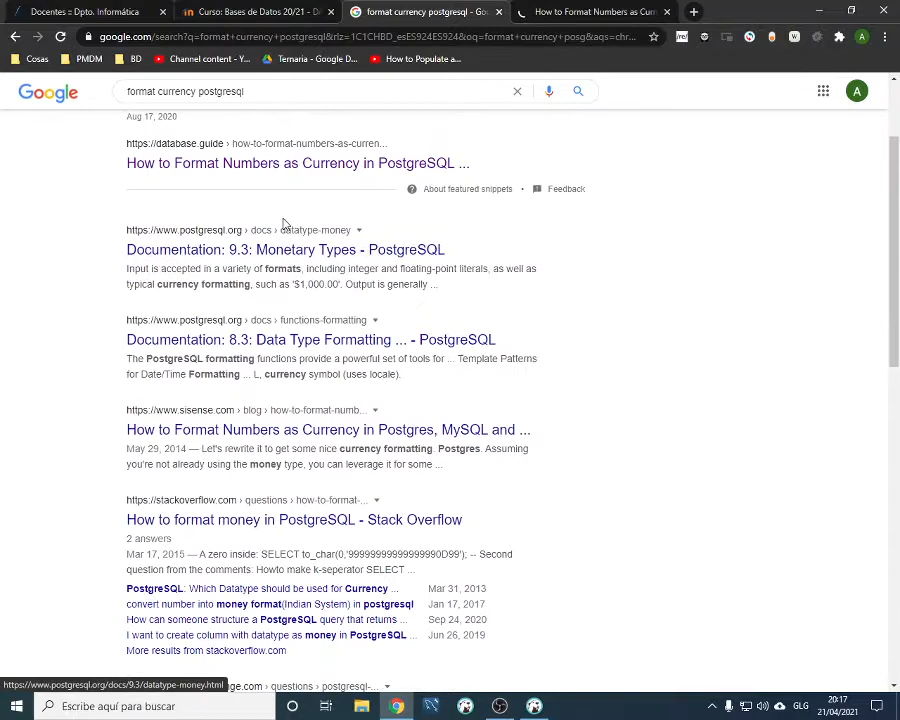 Docentes = Dpto. Informática
Curso: Bases de Datos 20/21 - D
format currency postgresql - Go
How to Format Numbers as Curr
google.com/search?q=format+currency+postgresql&rlz=1C1CHBD_esES924ES924&oq=format+currency+posg&aqs=chr...
Cosas
PMDM
BD
Channel content - Y...
Ternaria - Google D...
How to Populate a...
Google
format currency postgresql
A
Aug 17, 2020
https://database.guide › how-to-format-numbers-as-curren...
How to Format Numbers as Currency in PostgreSQL ...
About featured snippets
•
Feedback
https://www.postgresql.org › docs › datatype-money
Documentation: 9.3: Monetary Types - PostgreSQL
Input is accepted in a variety of formats, including integer and floating-point literals, as well as
typical currency formatting, such as '$1,000.00'. Output is generally ...
https://www.postgresql.org › docs › functions-formatting
Documentation: 8.3: Data Type Formatting ... - PostgreSQL
The PostgreSQL formatting functions provide a powerful set of tools for ... Template Patterns
for Date/Time Formatting ... L, currency symbol (uses locale).
https://www.sisense.com › blog › how-to-format-numb...
How to Format Numbers as Currency in Postgres, MySQL and ...
May 29, 2014 — Let's rewrite it to get some nice currency formatting. Postgres. Assuming
you're not already using the money type, you can leverage it for some ...
https://stackoverflow.com › questions › how-to-format-...
How to format money in PostgreSQL - Stack Overflow
2 answers
Mar 17, 2015 — A zero inside: SELECT to_char(0,'99999999999999990D99'); -- Second
question from the comments: Howto make k-seperator SELECT ...
PostgreSQL: Which Datatype should be used for Currency ... Mar 31, 2013
convert number into money format(Indian System) in postgresql Jan 17, 2017
How can someone structure a PostgreSQL query that returns ... Sep 24, 2020
I want to create column with datatype as money in PostgreSQL ... Jun 26, 2019
More results from stackoverflow.com
https://www.postgresql.org/docs/9.3/datatype-money.html
nge.com › questions › postgresql-...
Escribe aquí para buscar
GLG
20:17
21/04/2021